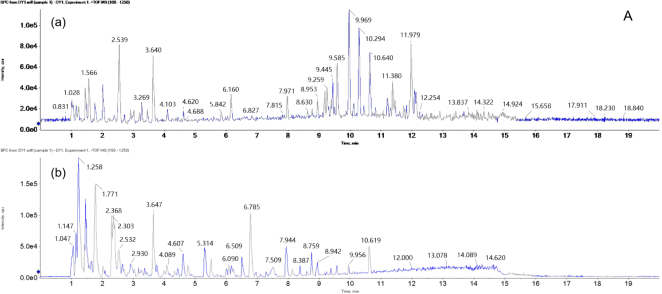 BPC from DY1.wiff (sample 1) - DY1, Experiment 1, +TOF MS (100 - 1250)
(a)
A
Intensity, cps
1.0e5
8.0e4
6.0e4
4.0e4
2.0e4
0.0e0
0.831
1.028
1.566
2.539
3.269
3.640
4.103
4.620
4.688
5.842
6.160
6.827
7.815
7.971
8.630
8.953
9.259
9.445
9.585
9.969
10.294
10.640
11.380
11.979
12.254
13.837
14.322
14.924
15.658
17.911
18.230
18.840
1 2 3 4 5 6 7 8 9 10 11 12 13 14 15 16 17 18 19
Time, min
BPC from DY1.wiff (sample 1) - DY1, Experiment 1, -TOF MS (100 - 1250)
(b)
Intensity, cps
1.5e5
1.0e5
5.0e4
0.0e0
1.047
1.147
1.258
1.771
2.368
2.303
2.532
2.930
3.647
4.089
4.607
5.314
6.090
6.509
6.785
7.509
7.944
8.387
8.759
8.942
9.956
10.619
12.000
13.078
14.089
14.620
1 2 3 4 5 6 7 8 9 10 11 12 13 14 15 16 17 18 19
Time, min